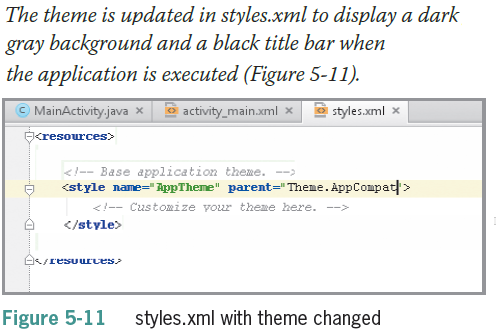 The theme is updated in styles.xml to display a dark
gray background and a black title bar when
the application is executed (Figure 5-11).
MainActivity.java × activity_main.xml × styles.xml ×
<resources>
<!-- Base application theme. -->
<style name="AppTheme" parent="Theme.AppCompat">
<!-- Customize your theme here. -->
</style>
</resources>
Figure 5-11 styles.xml with theme changed